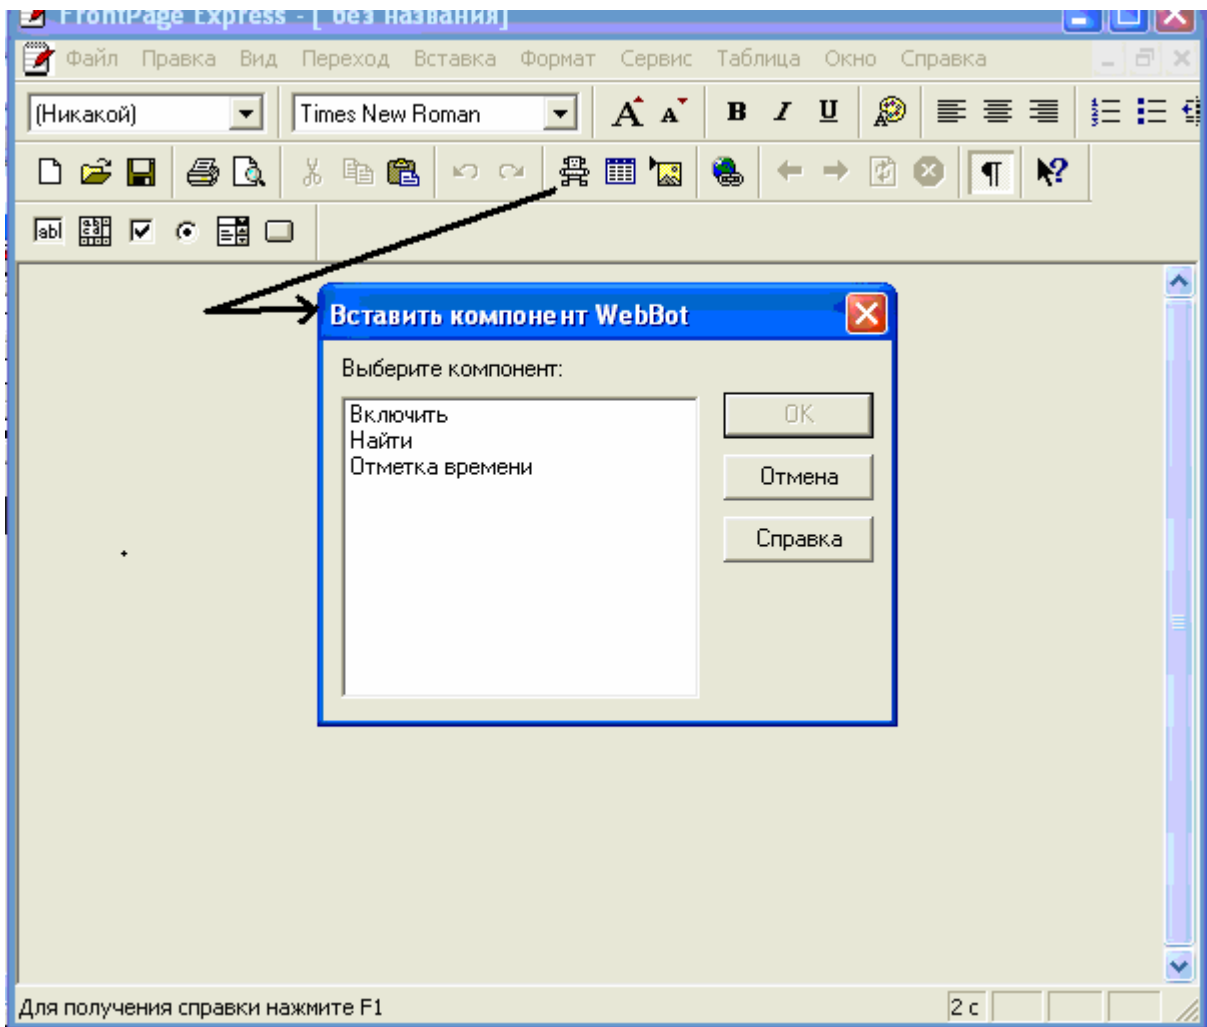 FrontPage Express - [ без названия]
Файл Правка Вид Переход Вставка Формат Сервис Таблица Окно Справка
(Никакой) Times New Roman A A B I U
abl
Вставить компонент WebBot
Выберите компонент:
Включить
Найти
Отметка времени
OK
Отмена
Справка
Для получения справки нажмите F1 2 с